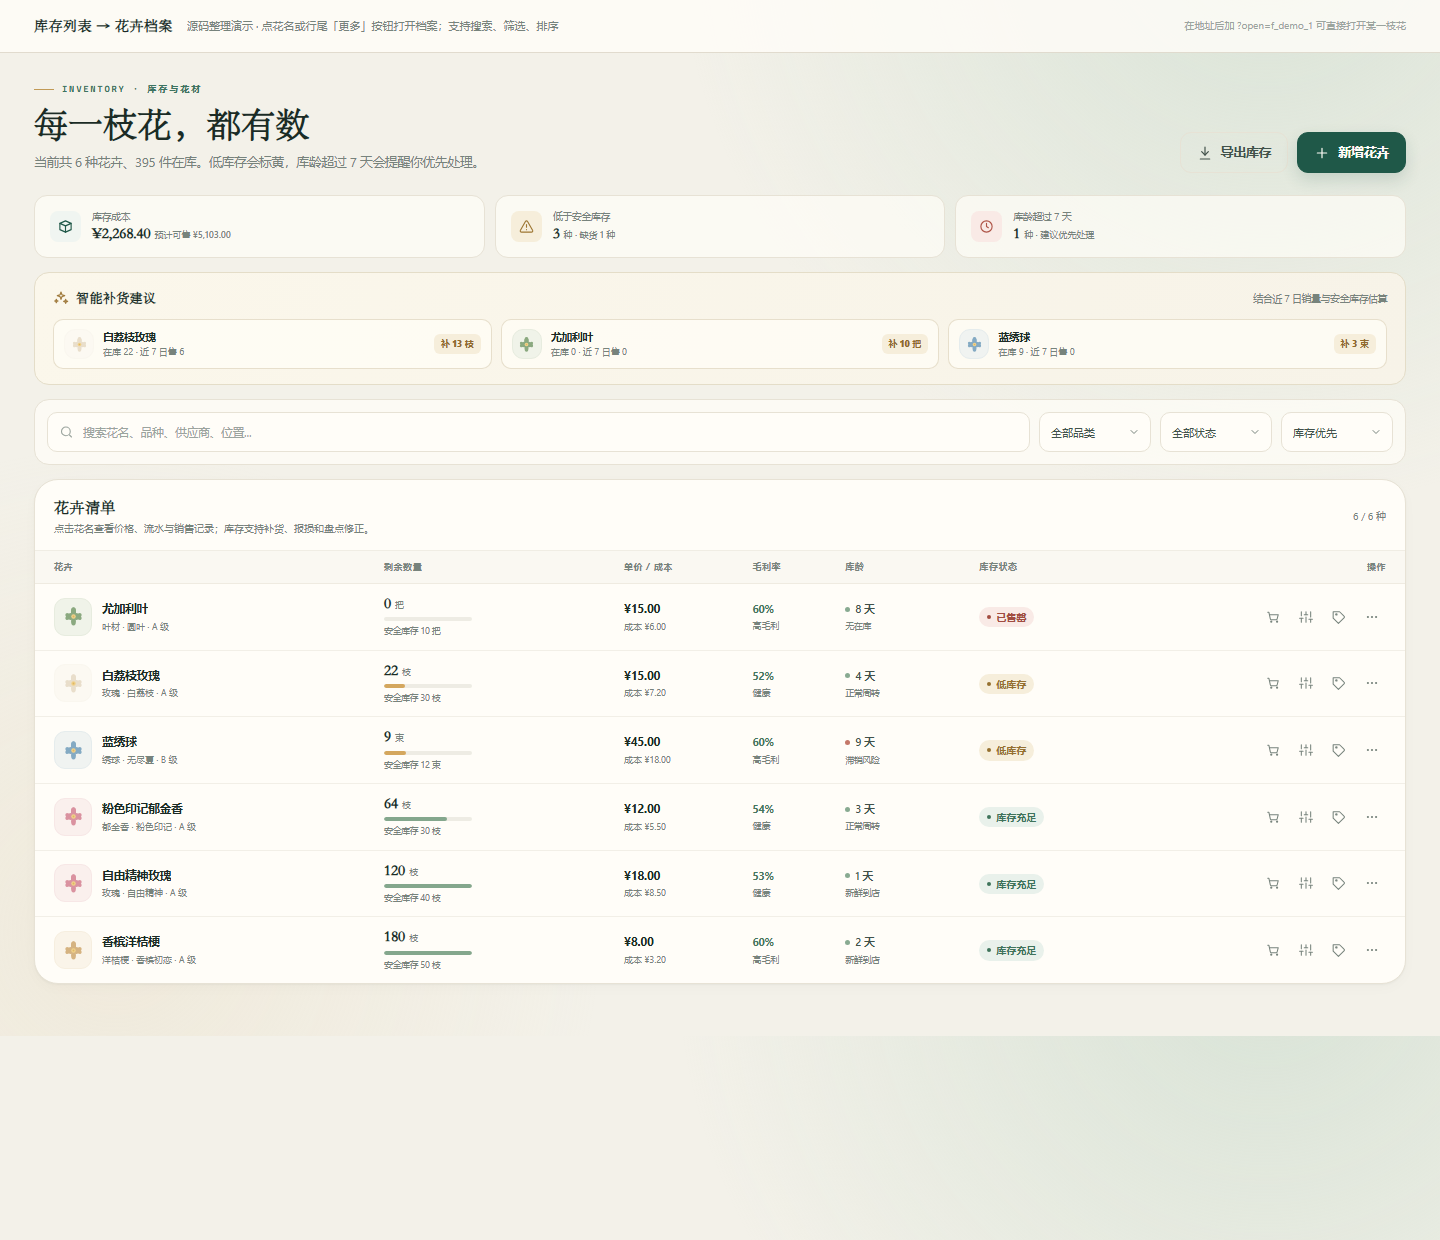 库存列表 → 花卉档案 源码整理演示 · 点花名或行尾「更多」按钮打开档案；支持搜索、筛选、排序 在地址后加 ?open=f_demo_1 可直接打开某一枝花
INVENTORY · 库存与花材
每一枝花，都有数
当前共 6 种花卉、395 件在库。低库存会标黄，库龄超过 7 天会提醒你优先处理。
导出库存 新增花卉
库存成本
¥2,268.40 预计可售 ¥5,103.00
低于安全库存
3 种 · 缺货 1 种
库龄超过 7 天
1 种 · 建议优先处理
智能补货建议 结合近 7 日销量与安全库存估算
白荔枝玫瑰
在库 22 · 近 7 日售 6
补 13 枝
尤加利叶
在库 0 · 近 7 日售 0
补 10 把
蓝绣球
在库 9 · 近 7 日售 0
补 3 束
搜索花名、品种、供应商、位置... 全部品类 全部状态 库存优先
花卉清单
点击花名查看价格、流水与销售记录；库存支持补货、报损和盘点修正。
6 / 6 种
花卉 剩余数量 单价 / 成本 毛利率 库龄 库存状态 操作
尤加利叶
叶材 · 圆叶 · A 级
0 把
安全库存 10 把
¥15.00
成本 ¥6.00
60%
高毛利
8 天
无在库
已售罄
白荔枝玫瑰
玫瑰 · 白荔枝 · A 级
22 枝
安全库存 30 枝
¥15.00
成本 ¥7.20
52%
健康
4 天
正常周转
低库存
蓝绣球
绣球 · 无尽夏 · B 级
9 束
安全库存 12 束
¥45.00
成本 ¥18.00
60%
高毛利
9 天
滞销风险
低库存
粉色印记郁金香
郁金香 · 粉色印记 · A 级
64 枝
安全库存 30 枝
¥12.00
成本 ¥5.50
54%
健康
3 天
正常周转
库存充足
自由精神玫瑰
玫瑰 · 自由精神 · A 级
120 枝
安全库存 40 枝
¥18.00
成本 ¥8.50
53%
健康
1 天
新鲜到店
库存充足
香槟洋桔梗
洋桔梗 · 香槟初恋 · A 级
180 枝
安全库存 50 枝
¥8.00
成本 ¥3.20
60%
高毛利
2 天
新鲜到店
库存充足